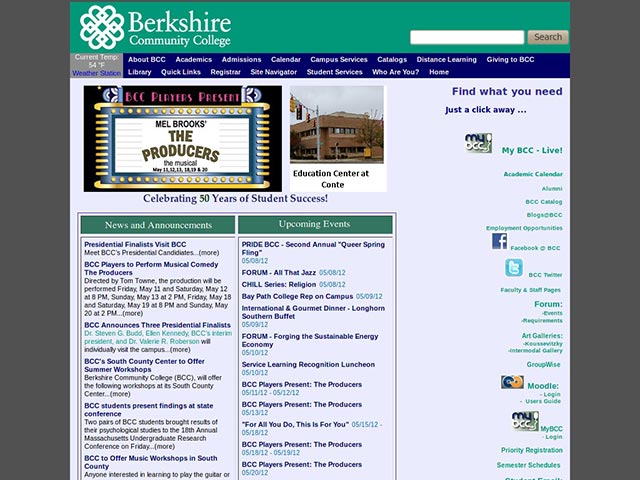 Berkshire
Community College
Search
Current Temp:
54 °F
Weather Station
About BCC Academics Admissions Calendar Campus Services Catalogs Distance Learning Giving to BCC
Library Quick Links Registrar Site Navigator Student Services Who Are You? Home
BCC Players Present
MEL BROOKS'
THE
PRODUCERS
the musical
May 11,12,13, 18,19 & 20
Education Center at
Conte
Celebrating 50 Years of Student Success!
Find what you need
Just a click away ...
my
BCC
My BCC - Live!
Academic Calendar
Alumni
BCC Catalog
Blogs@BCC
Employment Opportunities
Facebook @ BCC
BCC Twitter
Faculty & Staff Pages
Forum:
-Events
-Requirements
Art Galleries:
-Koussevitzky
-Intermodal Gallery
GroupWise
Moodle:
- Login
- Users Guide
my
BCC
MyBCC
- Login
Priority Registration
Semester Schedules
Student Email
News and Announcements
Presidential Finalists Visit BCC
Meet BCC's Presidential Candidates...(more)
BCC Players to Perform Musical Comedy
The Producers
Directed by Tom Towne, the production will be
performed Friday, May 11 and Saturday, May 12
at 8 PM, Sunday, May 13 at 2 PM, Friday, May 18
and Saturday, May 19 at 8 PM and Sunday, May
20 at 2 PM...(more)
BCC Announces Three Presidential Finalists
Dr. Steven G. Budd, Ellen Kennedy, BCC's interim
president, and Dr. Valerie R. Roberson will
individually visit the campus...(more)
BCC's South County Center to Offer
Summer Workshops
Berkshire Community College (BCC), will offer
the following workshops at its South County
Center...(more)
BCC students present findings at state
conference
Two pairs of BCC students brought results of
their psychological studies to the 18th Annual
Massachusetts Undergraduate Research
Conference on Friday...(more)
BCC to Offer Music Workshops in South
County
Anyone interested in learning to play the guitar or
Upcoming Events
PRIDE BCC - Second Annual "Queer Spring
Fling"
05/08/12
FORUM - All That Jazz 05/08/12
CHILL Series: Religion 05/08/12
Bay Path College Rep on Campus 05/09/12
International & Gourmet Dinner - Longhorn
Southern Buffet
05/09/12
FORUM - Forging the Sustainable Energy
Economy
05/10/12
Service Learning Recognition Luncheon
05/10/12
BCC Players Present: The Producers
05/11/12 - 05/12/12
BCC Players Present: The Producers
05/13/12
"For All You Do, This Is For You" 05/15/12 -
05/18/12
BCC Players Present: The Producers
05/18/12 - 05/19/12
BCC Players Present: The Producers
05/20/12